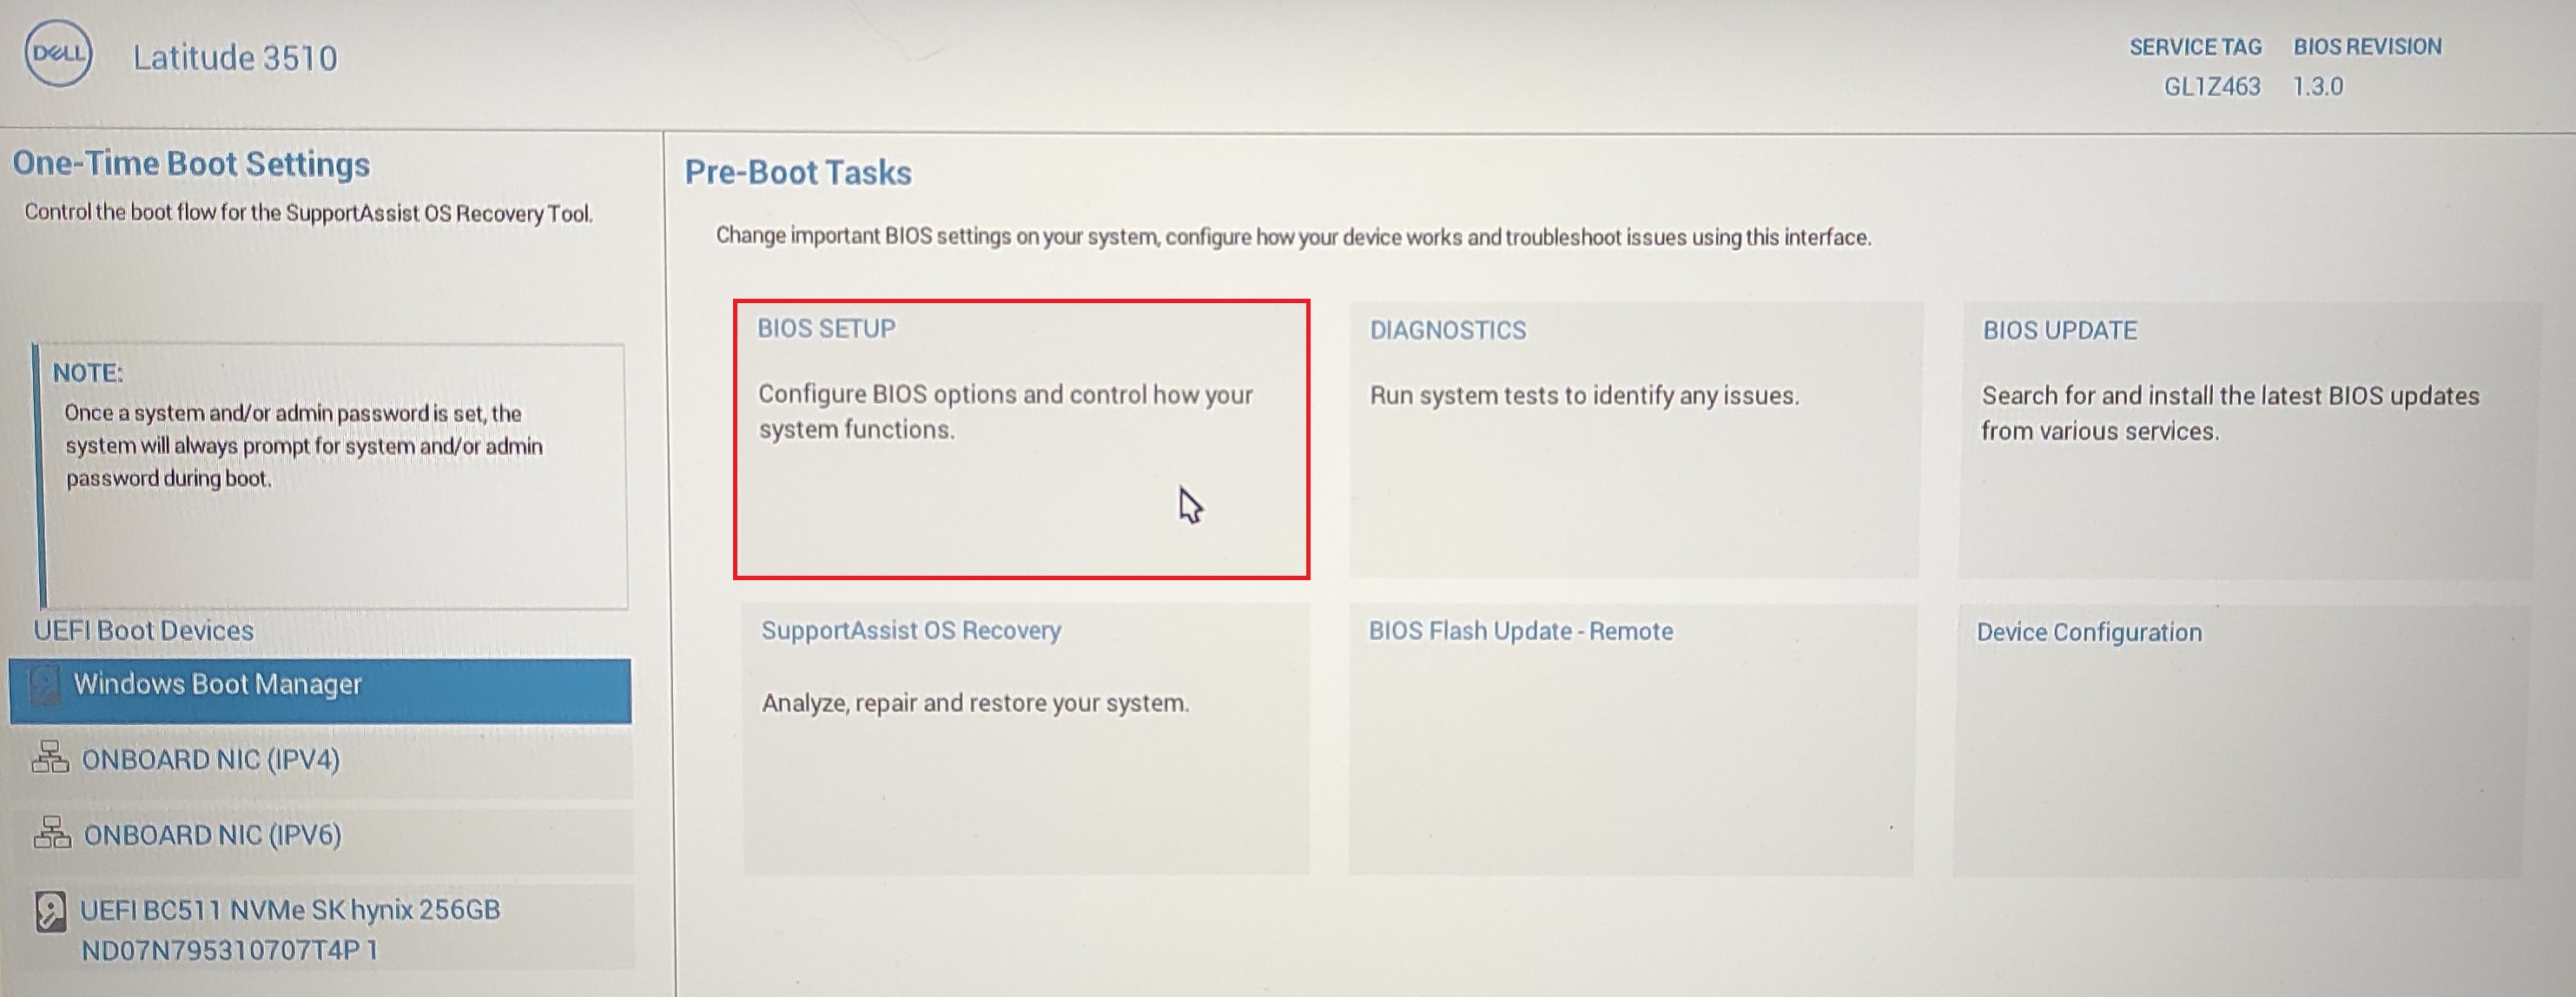 DELL
Latitude 3510
SERVICE TAG
BIOS REVISION
GL1Z463
1.3.0
One-Time Boot Settings
Control the boot flow for the SupportAssist OS Recovery Tool.
NOTE:
Once a system and/or admin password is set, the
system will always prompt for system and/or admin
password during boot.
UEFI Boot Devices
Windows Boot Manager
ONBOARD NIC (IPV4)
ONBOARD NIC (IPV6)
UEFI BC511 NVMe SK hynix 256GB
ND07N795310707T4P 1
Pre-Boot Tasks
Change important BIOS settings on your system, configure how your device works and troubleshoot issues using this interface.
BIOS SETUP
Configure BIOS options and control how your
system functions.
DIAGNOSTICS
Run system tests to identify any issues.
BIOS UPDATE
Search for and install the latest BIOS updates
from various services.
SupportAssist OS Recovery
Analyze, repair and restore your system.
BIOS Flash Update - Remote
Device Configuration